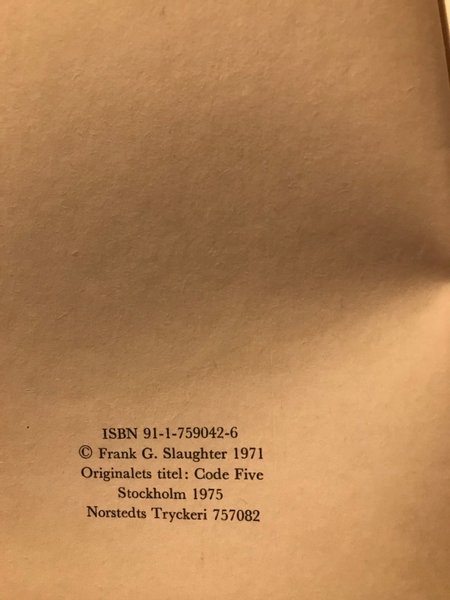 ISBN 91-1-759042-6
© Frank G. Slaughter 1971
Originalets titel: Code Five
Stockholm 1975
Norstedts Tryckeri 757082